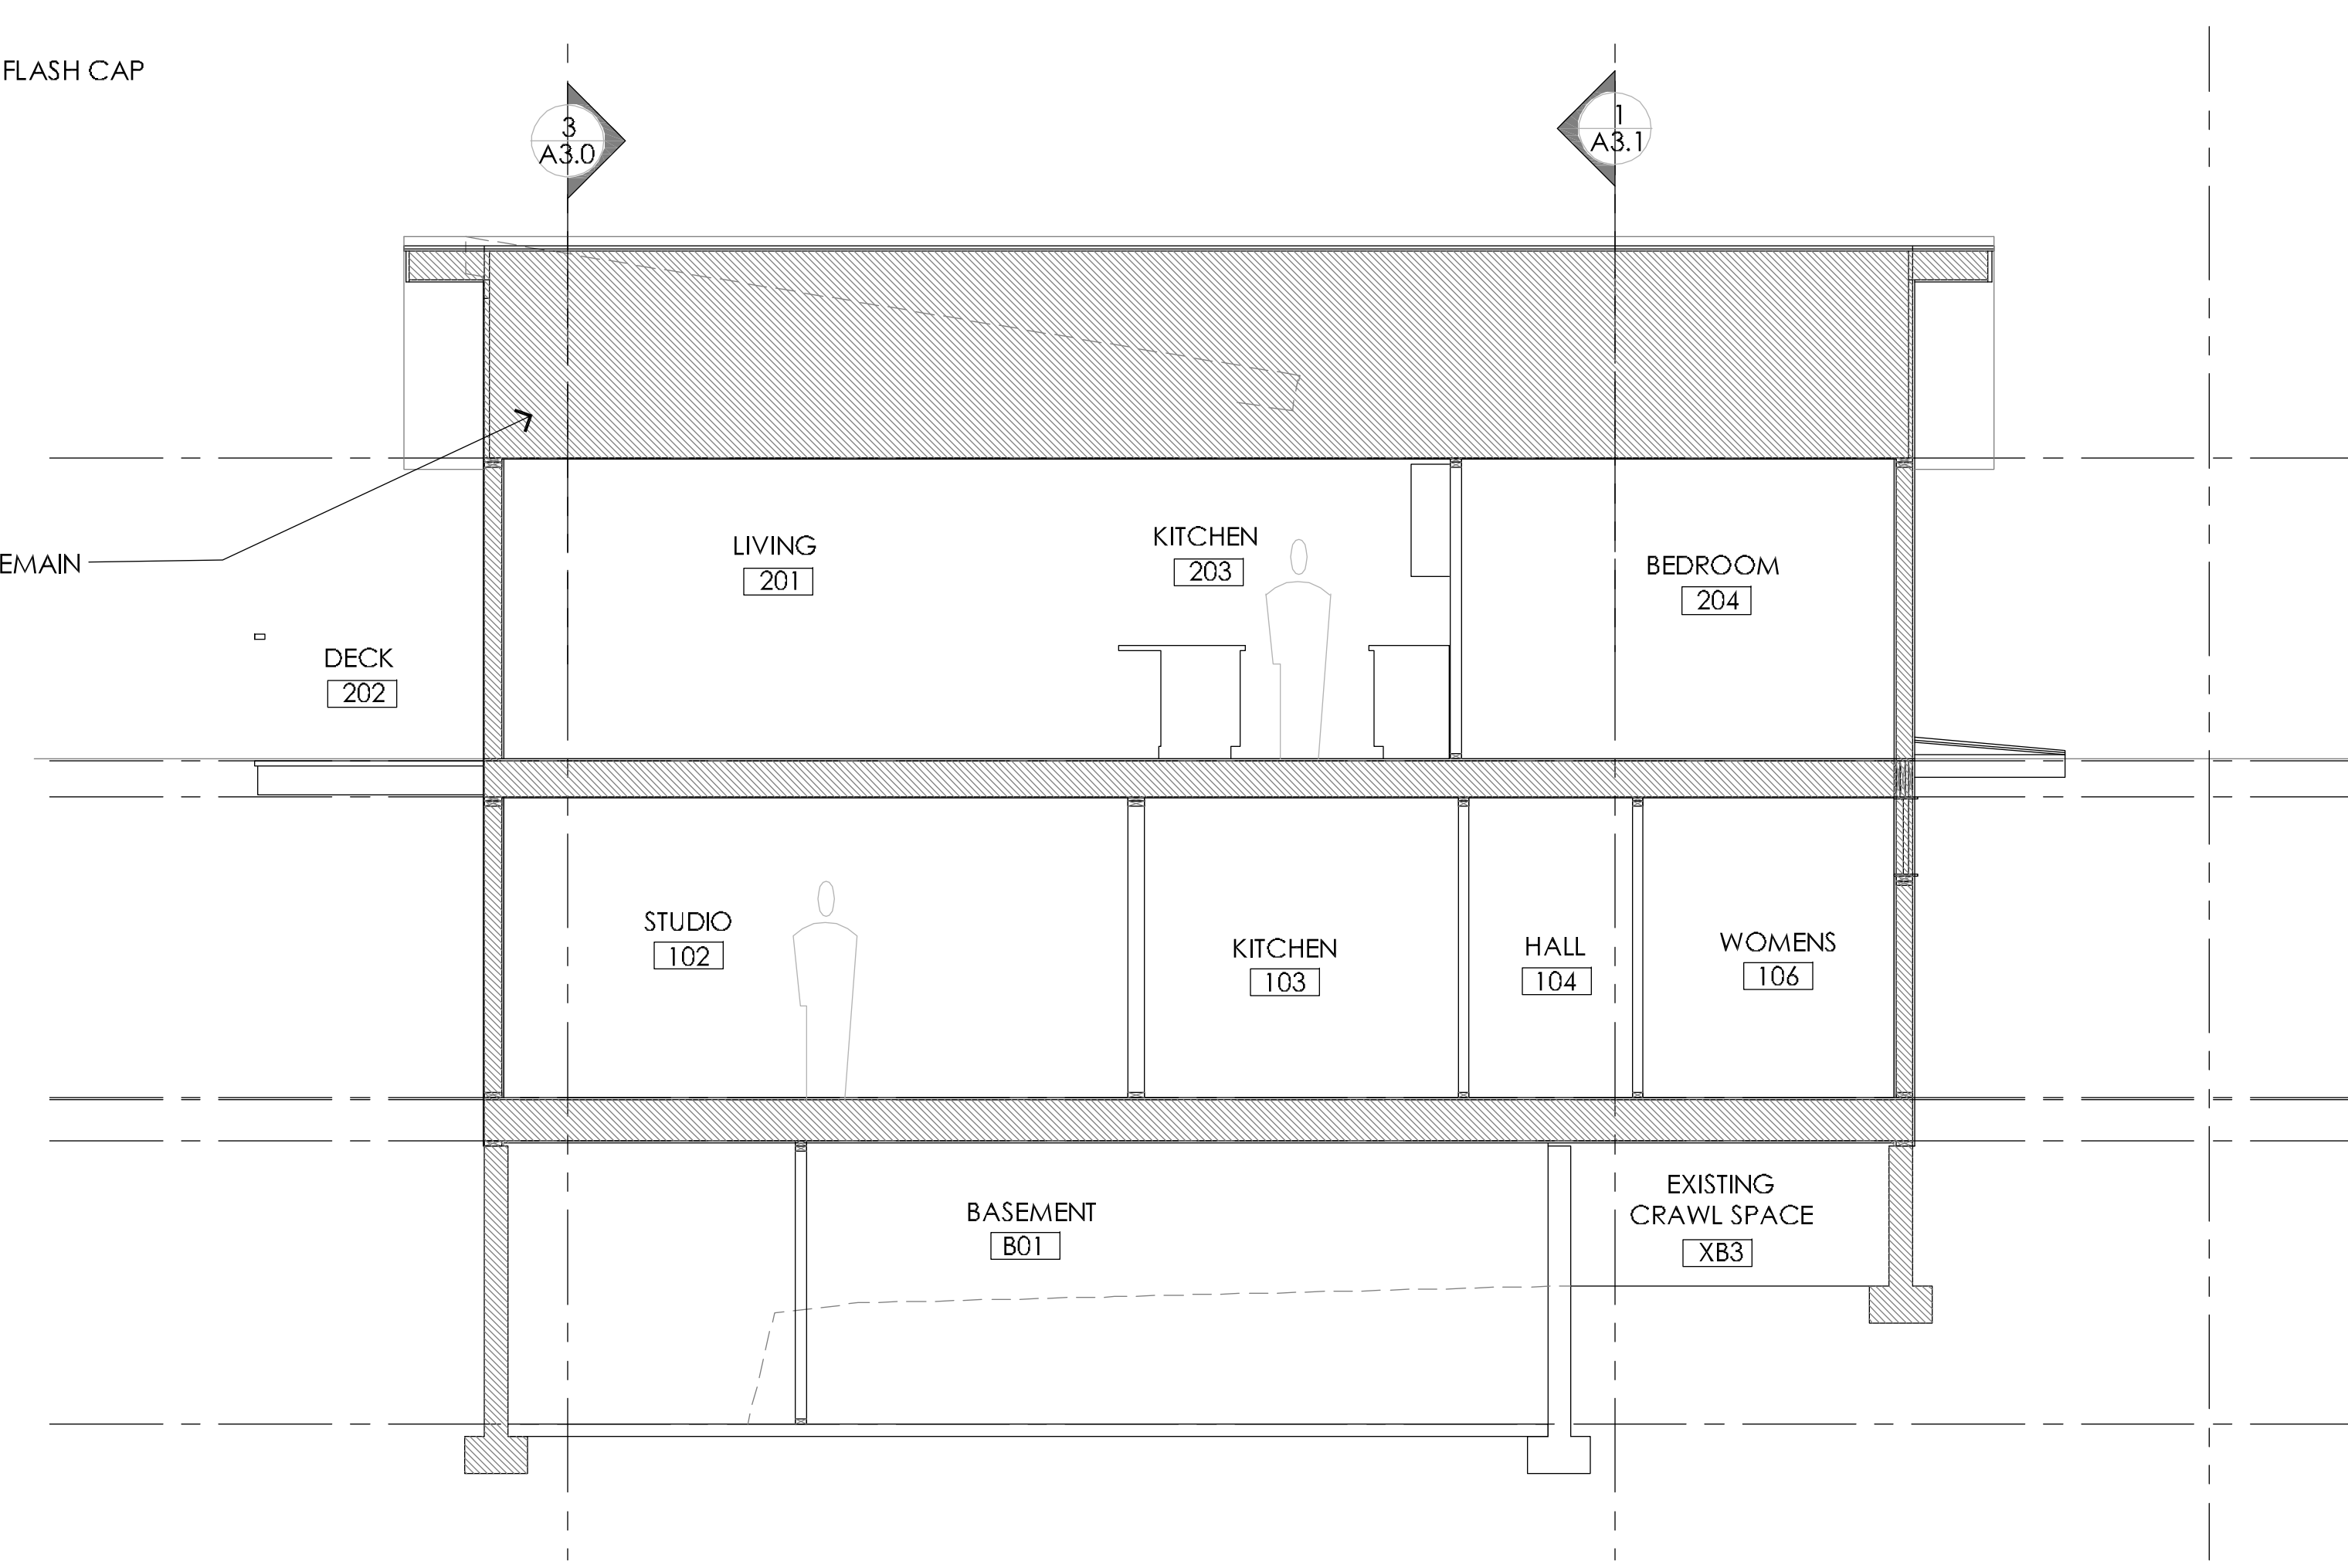 FLASH CAP
3
A3.0
1
A3.1
LIVING
201
KITCHEN
203
BEDROOM
204
EMAIN
DECK
202
STUDIO
102
KITCHEN
103
HALL
104
WOMENS
106
BASEMENT
B01
EXISTING
CRAWL SPACE
XB3